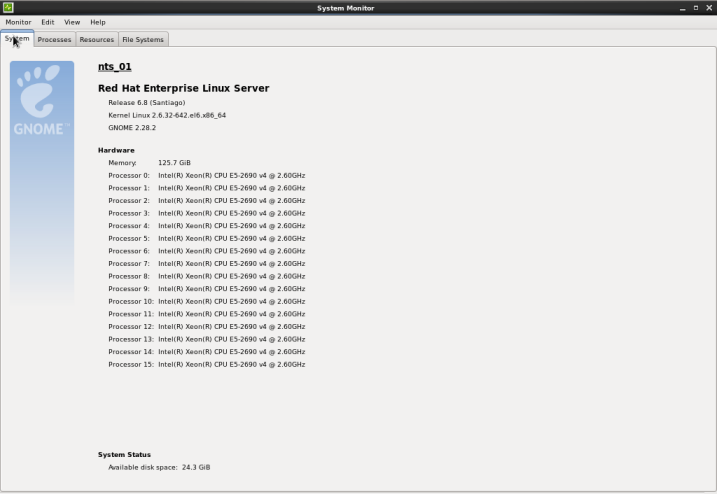 System Monitor
Monitor Edit View Help
System Processes Resources File Systems
nts_01
GNOME™
Red Hat Enterprise Linux Server
Release 6.8 (Santiago)
Kernel Linux 2.6.32-642.el6.x86_64
GNOME 2.28.2
Hardware
Memory: 125.7 GiB
Processor 0: Intel(R) Xeon(R) CPU E5-2690 v4 @ 2.60GHz
Processor 1: Intel(R) Xeon(R) CPU E5-2690 v4 @ 2.60GHz
Processor 2: Intel(R) Xeon(R) CPU E5-2690 v4 @ 2.60GHz
Processor 3: Intel(R) Xeon(R) CPU E5-2690 v4 @ 2.60GHz
Processor 4: Intel(R) Xeon(R) CPU E5-2690 v4 @ 2.60GHz
Processor 5: Intel(R) Xeon(R) CPU E5-2690 v4 @ 2.60GHz
Processor 6: Intel(R) Xeon(R) CPU E5-2690 v4 @ 2.60GHz
Processor 7: Intel(R) Xeon(R) CPU E5-2690 v4 @ 2.60GHz
Processor 8: Intel(R) Xeon(R) CPU E5-2690 v4 @ 2.60GHz
Processor 9: Intel(R) Xeon(R) CPU E5-2690 v4 @ 2.60GHz
Processor 10: Intel(R) Xeon(R) CPU E5-2690 v4 @ 2.60GHz
Processor 11: Intel(R) Xeon(R) CPU E5-2690 v4 @ 2.60GHz
Processor 12: Intel(R) Xeon(R) CPU E5-2690 v4 @ 2.60GHz
Processor 13: Intel(R) Xeon(R) CPU E5-2690 v4 @ 2.60GHz
Processor 14: Intel(R) Xeon(R) CPU E5-2690 v4 @ 2.60GHz
Processor 15: Intel(R) Xeon(R) CPU E5-2690 v4 @ 2.60GHz
System Status
Available disk space: 24.3 GiB